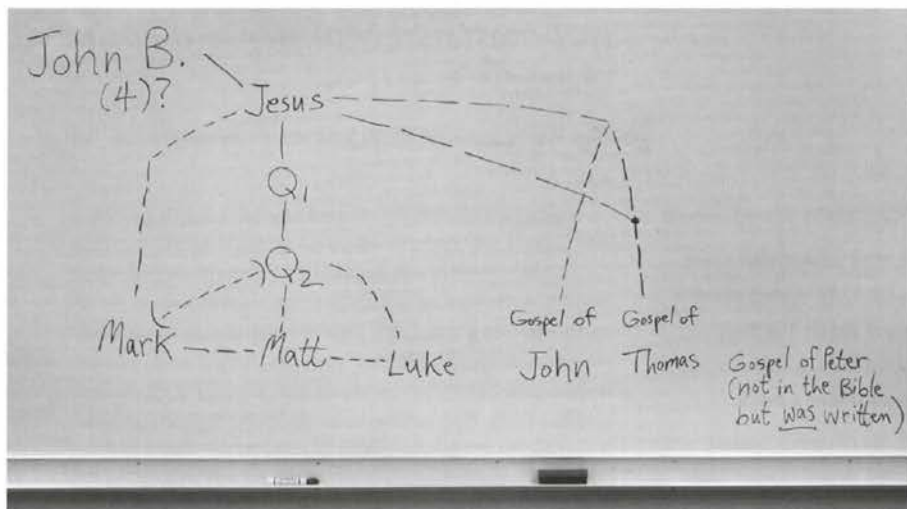 John B.
(4)?
Jesus
Q1
Q2
Mark
Matt
Luke
Gospel of
John
Gospel of
Thomas
Gospel of Peter
(not in the Bible
but was written)